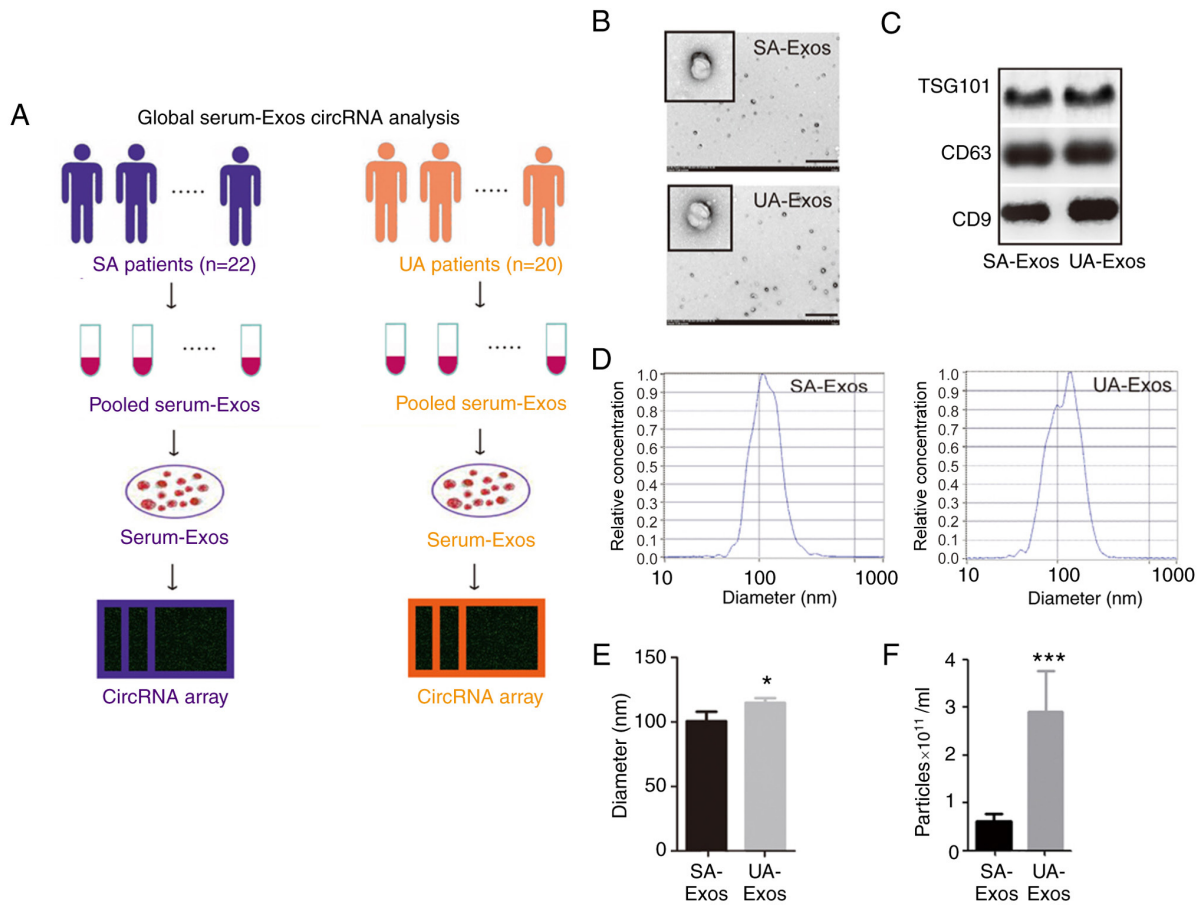 A
Global serum-Exos circRNA analysis
SA patients (n=22)
UA patients (n=20)
Pooled serum-Exos
Pooled serum-Exos
Serum-Exos
Serum-Exos
CircRNA array
CircRNA array
B
SA-Exos
UA-Exos
C
TSG101
CD63
CD9
SA-Exos UA-Exos
D
SA-Exos
Relative concentration
1.0
0.9
0.8
0.7
0.6
0.5
0.4
0.3
0.2
0.1
0.0
10 100 1000
Diameter (nm)
UA-Exos
Relative concentration
1.0
0.9
0.8
0.7
0.6
0.5
0.4
0.3
0.2
0.1
0.0
10 100 1000
Diameter (nm)
E
Diameter (nm)
150
100
50
0
*
SA-
Exos
UA-
Exos
F
Particles×10¹¹ /ml
4
3
2
1
0
***
SA-
Exos
UA-
Exos